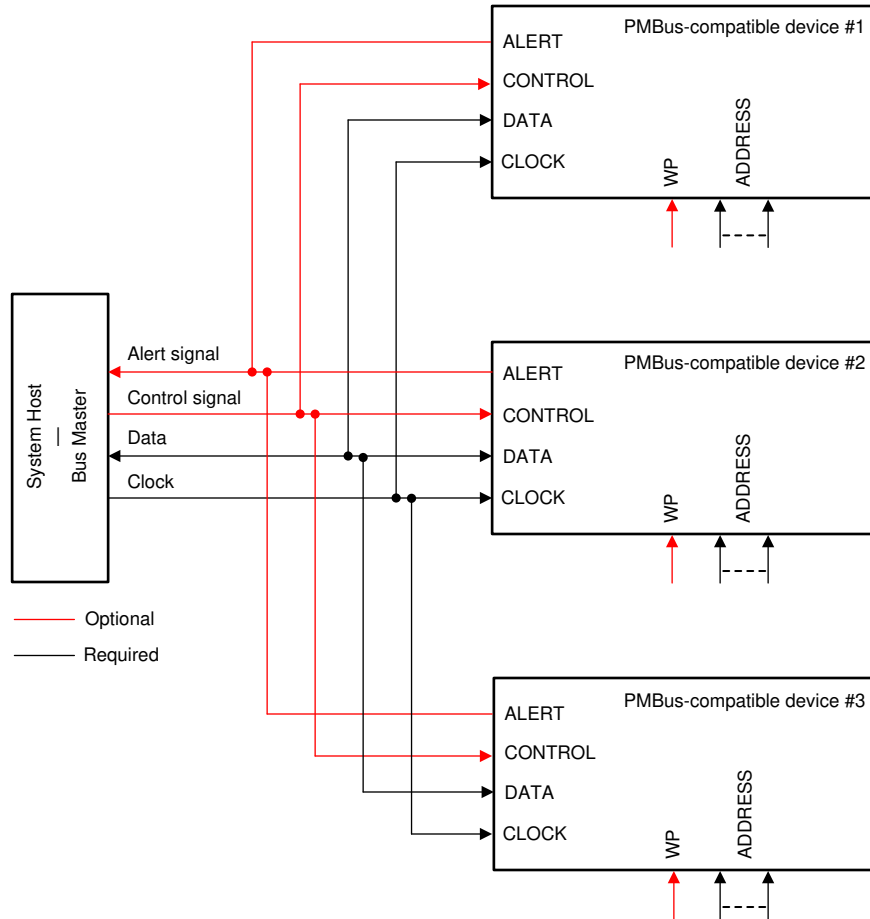 PMBus-compatible device #1
ALERT
CONTROL
DATA
CLOCK
WP
ADDRESS
System Host
—
Bus Master
Alert signal
Control signal
Data
Clock
PMBus-compatible device #2
ALERT
CONTROL
DATA
CLOCK
WP
ADDRESS
Optional
Required
PMBus-compatible device #3
ALERT
CONTROL
DATA
CLOCK
WP
ADDRESS